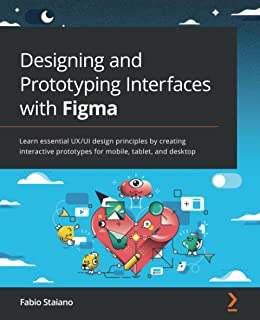 Designing and
Prototyping Interfaces
with Figma
Learn essential UX/UI design principles by creating
interactive prototypes for mobile, tablet, and desktop
Fabio Staiano